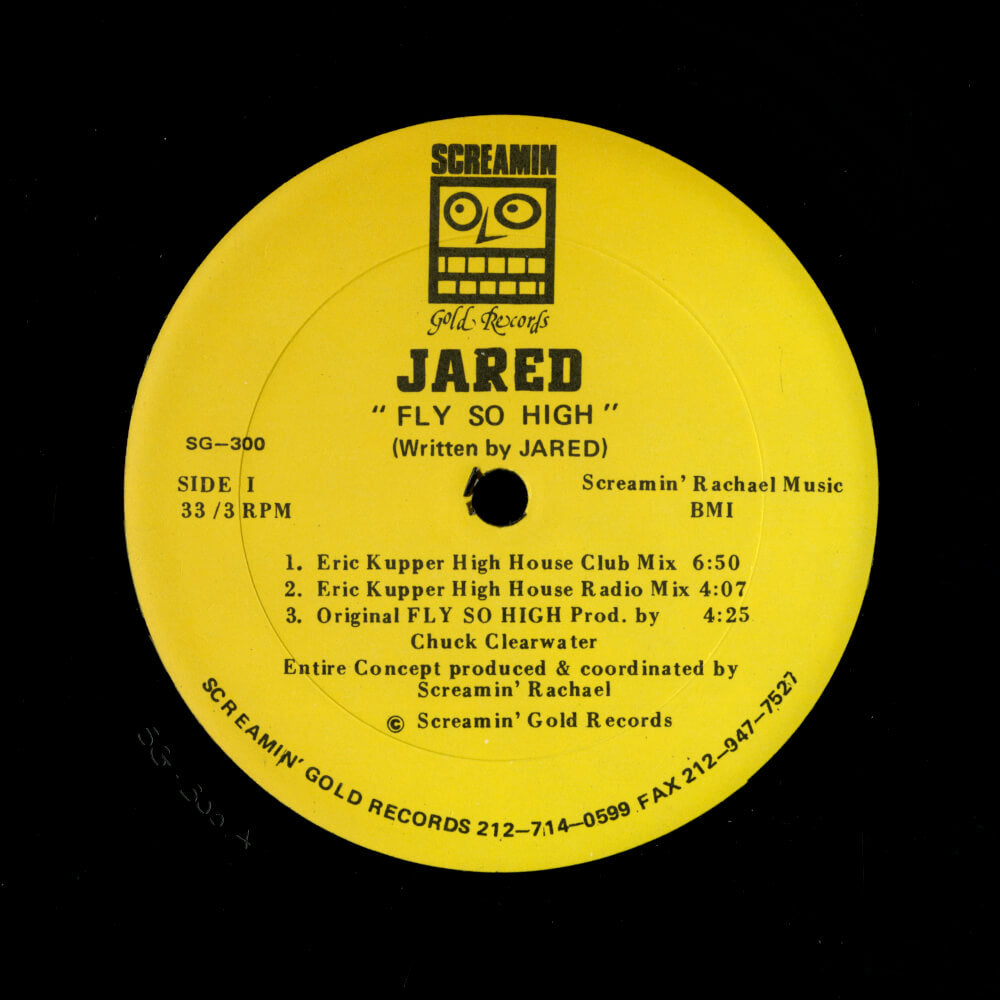 SCREAMIN
Gold Records
JARED
“ FLY SO HIGH ”
(Written by JARED)
SG—300
SIDE I
33 /3 RPM
Screamin' Rachael Music
BMI
1. Eric Kupper High House Club Mix 6:50
2. Eric Kupper High House Radio Mix 4:07
3. Original FLY SO HIGH Prod. by 4:25
Chuck Clearwater
Entire Concept produced & coordinated by
Screamin' Rachael
© Screamin' Gold Records
SCREAMIN' GOLD RECORDS 212—714—0599 FAX 212—947—7527